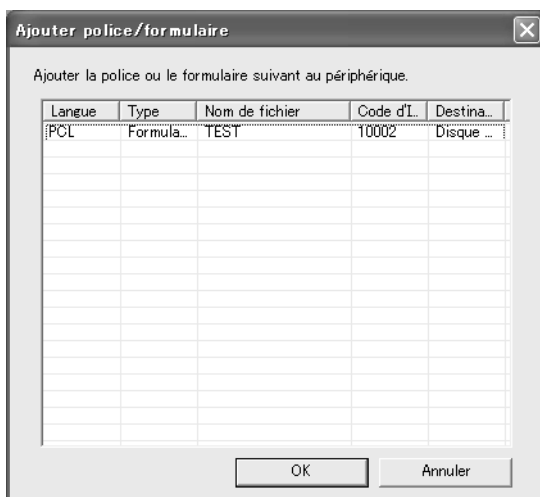 Ajouter police/formulaire
Ajouter la police ou le formulaire suivant au périphérique.
Langue Type Nom de fichier Code d'I... Destina...
PCL Formula... TEST 10002 Disque ...
OK Annuler